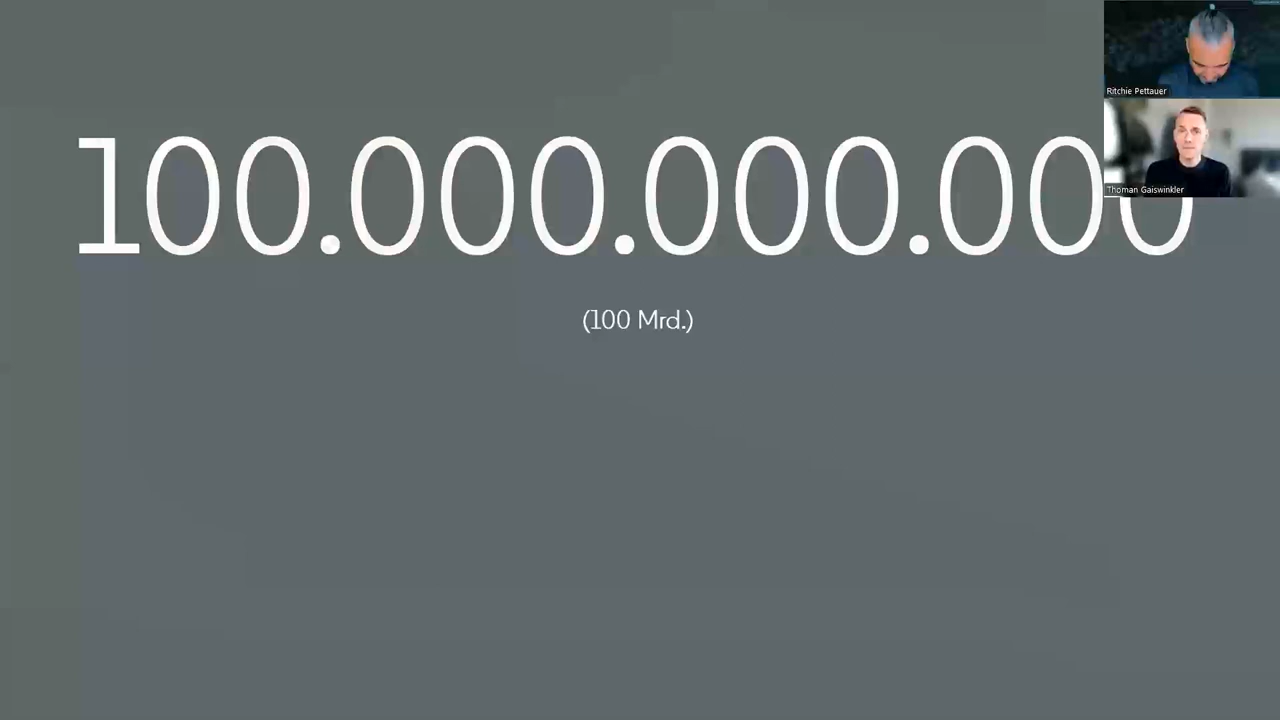 100.000.000.000
(100 Mrd.)
Ritchie Pettauer
Thoman Gaiswinkler